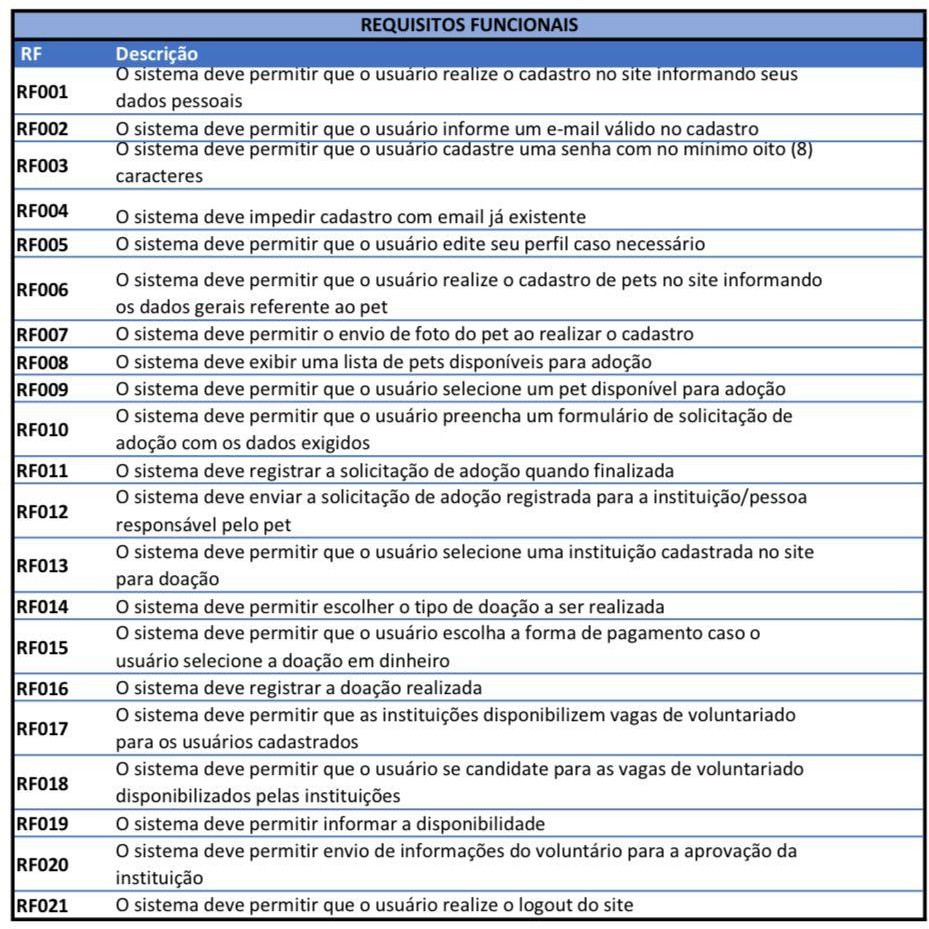 REQUISITOS FUNCIONAIS
RF Descrição
RF001 O sistema deve permitir que o usuário realize o cadastro no site informando seus
dados pessoais
RF002 O sistema deve permitir que o usuário informe um e-mail válido no cadastro
RF003 O sistema deve permitir que o usuário cadastre uma senha com no mínimo oito (8)
caracteres
RF004 O sistema deve impedir cadastro com email já existente
RF005 O sistema deve permitir que o usuário edite seu perfil caso necessário
RF006 O sistema deve permitir que o usuário realize o cadastro de pets no site informando
os dados gerais referente ao pet
RF007 O sistema deve permitir o envio de foto do pet ao realizar o cadastro
RF008 O sistema deve exibir uma lista de pets disponíveis para adoção
RF009 O sistema deve permitir que o usuário selecione um pet disponível para adoção
RF010 O sistema deve permitir que o usuário preencha um formulário de solicitação de
adoção com os dados exigidos
RF011 O sistema deve registrar a solicitação de adoção quando finalizada
RF012 O sistema deve enviar a solicitação de adoção registrada para a instituição/pessoa
responsável pelo pet
RF013 O sistema deve permitir que o usuário selecione uma instituição cadastrada no site
para doação
RF014 O sistema deve permitir escolher o tipo de doação a ser realizada
RF015 O sistema deve permitir que o usuário escolha a forma de pagamento caso o
usuário selecione a doação em dinheiro
RF016 O sistema deve registrar a doação realizada
RF017 O sistema deve permitir que as instituições disponibilizem vagas de voluntariado
para os usuários cadastrados
RF018 O sistema deve permitir que o usuário se candidate para as vagas de voluntariado
disponibilizados pelas instituições
RF019 O sistema deve permitir informar a disponibilidade
RF020 O sistema deve permitir envio de informações do voluntário para a aprovação da
instituição
RF021 O sistema deve permitir que o usuário realize o logout do site